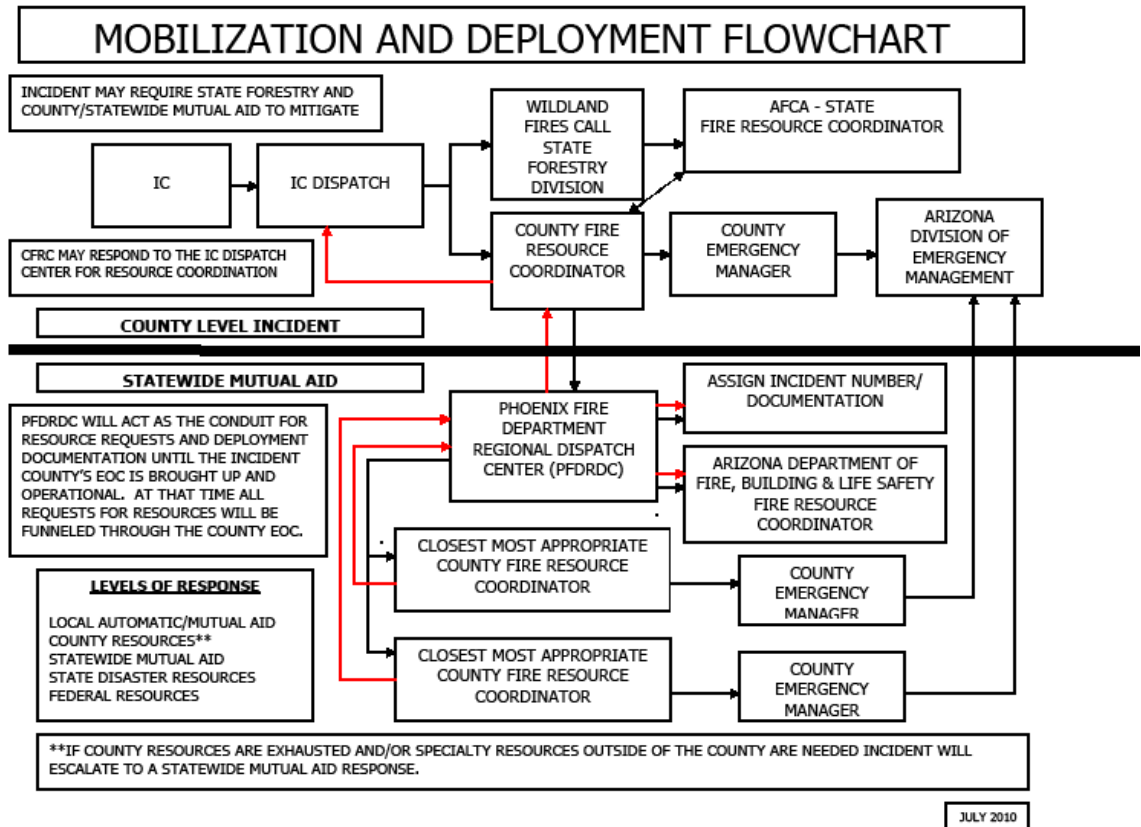 MOBILIZATION AND DEPLOYMENT FLOWCHART
INCIDENT MAY REQUIRE STATE FORESTRY AND
COUNTY/STATEWIDE MUTUAL AID TO MITIGATE
WILDLAND
FIRES CALL
STATE
FORESTRY
DIVISION
AFCA - STATE
FIRE RESOURCE COORDINATOR
IC
IC DISPATCH
COUNTY FIRE
RESOURCE
COORDINATOR
COUNTY
EMERGENCY
MANAGER
ARIZONA
DIVISION OF
EMERGENCY
MANAGEMENT
CFRC MAY RESPOND TO THE IC DISPATCH
CENTER FOR RESOURCE COORDINATION
COUNTY LEVEL INCIDENT
STATEWIDE MUTUAL AID
PFDRDC WILL ACT AS THE CONDUIT FOR
RESOURCE REQUESTS AND DEPLOYMENT
DOCUMENTATION UNTIL THE INCIDENT
COUNTY'S EOC IS BROUGHT UP AND
OPERATIONAL. AT THAT TIME ALL
REQUESTS FOR RESOURCES WILL BE
FUNNELED THROUGH THE COUNTY EOC.
PHOENIX FIRE
DEPARTMENT
REGIONAL DISPATCH
CENTER (PFDRDC)
ASSIGN INCIDENT NUMBER/
DOCUMENTATION
ARIZONA DEPARTMENT OF
FIRE, BUILDING & LIFE SAFETY
FIRE RESOURCE
COORDINATOR
CLOSEST MOST APPROPRIATE
COUNTY FIRE RESOURCE
COORDINATOR
COUNTY
EMERGENCY
MANAGER
LEVELS OF RESPONSE
LOCAL AUTOMATIC/MUTUAL AID
COUNTY RESOURCES**
STATEWIDE MUTUAL AID
STATE DISASTER RESOURCES
FEDERAL RESOURCES
CLOSEST MOST APPROPRIATE
COUNTY FIRE RESOURCE
COORDINATOR
COUNTY
EMERGENCY
MANAGER
**IF COUNTY RESOURCES ARE EXHAUSTED AND/OR SPECIALTY RESOURCES OUTSIDE OF THE COUNTY ARE NEEDED INCIDENT WILL
ESCALATE TO A STATEWIDE MUTUAL AID RESPONSE.
JULY 2010